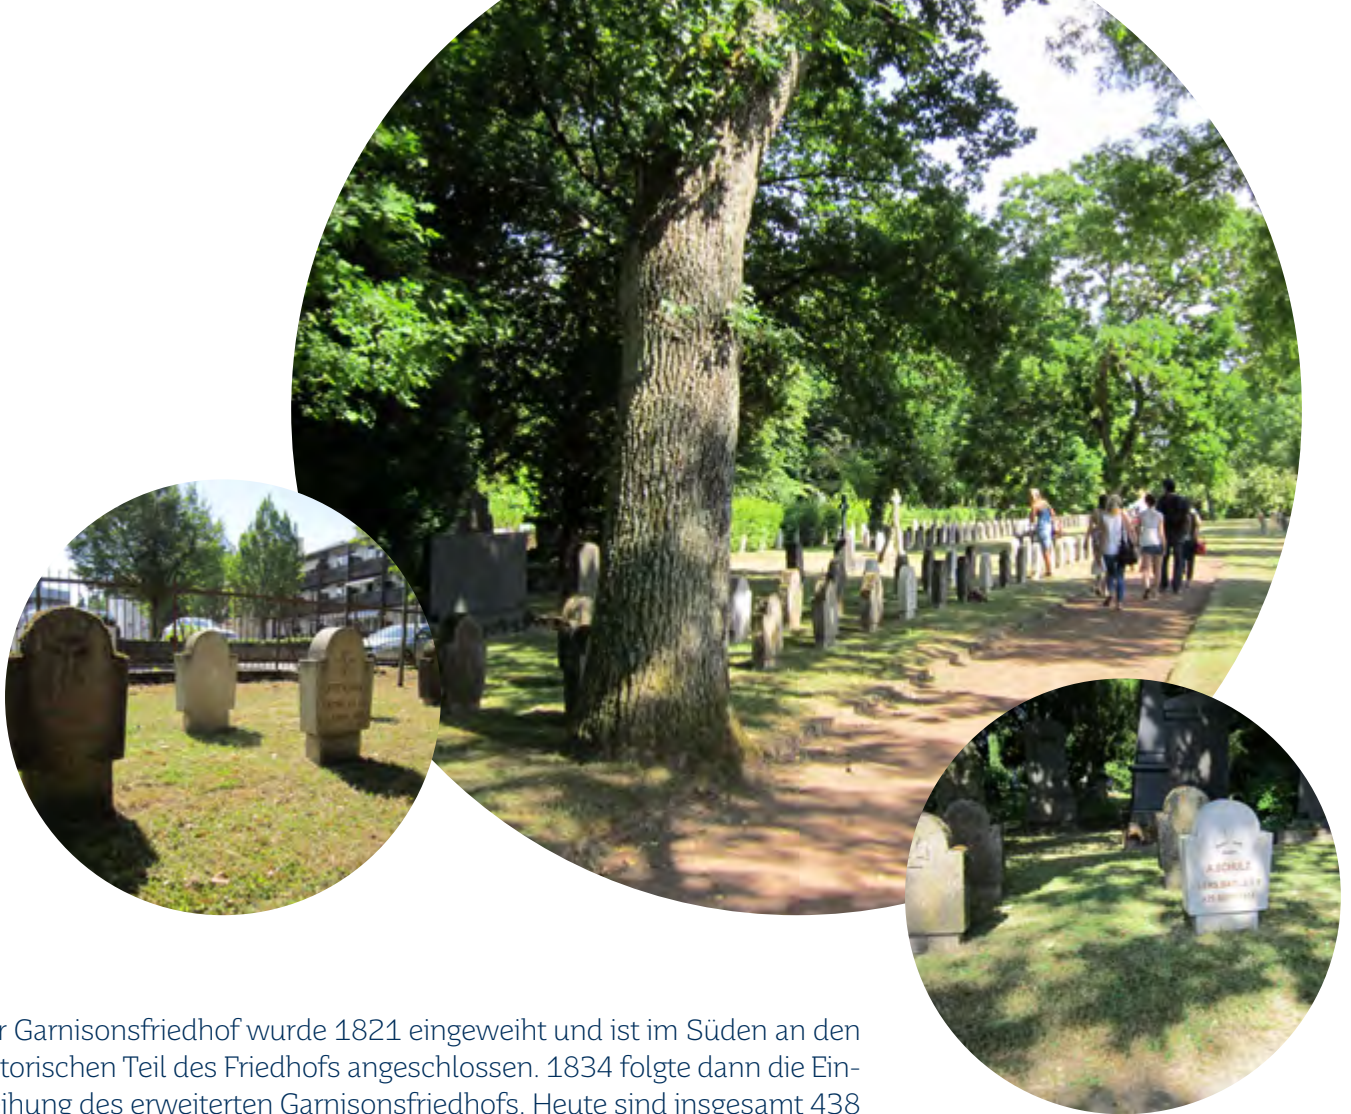 A.SCHULZ
r Garnisonsfriedhof wurde 1821 eingeweiht und ist im Süden an den
torischen Teil des Friedhofs angeschlossen. 1834 folgte dann die Ein-
ihung des erweiterten Garnisonsfriedhofs. Heute sind insgesamt 438